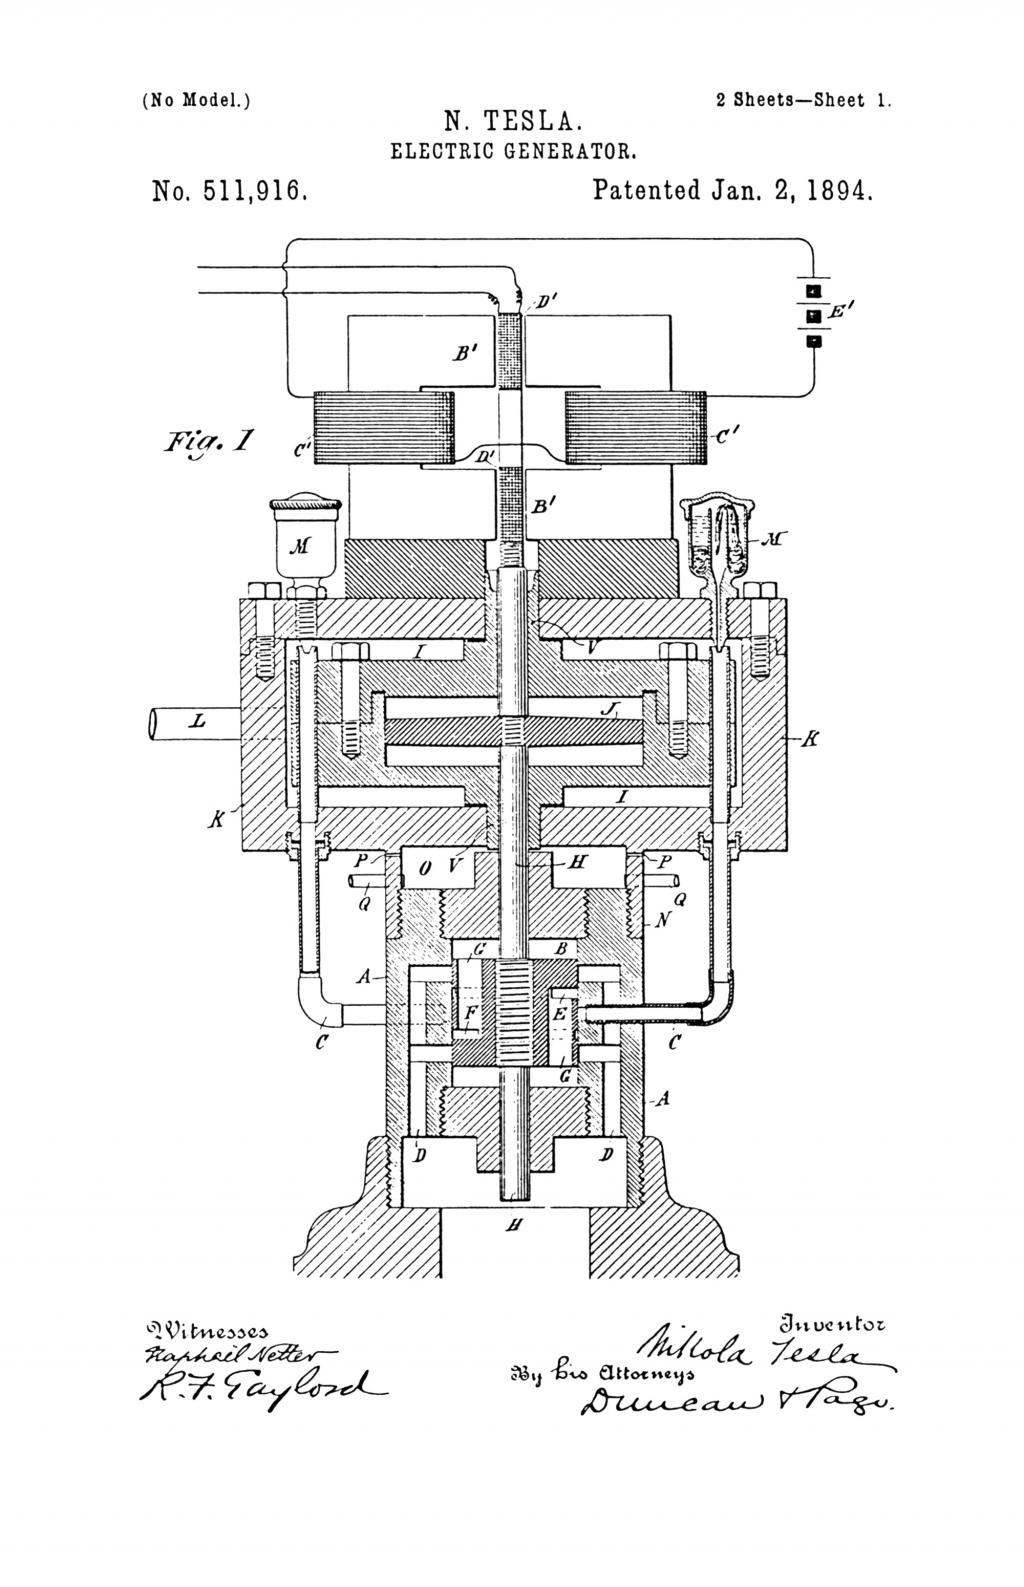 (No Model.)
2 Sheets—Sheet 1.
N. TESLA.
ELECTRIC GENERATOR.
No. 511,916.
Patented Jan. 2, 1894.
D'
E'
B'
Fig. 1
C'
C'
D'
B'
M
M
V
I
J
L
K
I
K
P
O
V
H
P
Q
Q
N
G
B
A
F
E
C
C
G
A
D
D
H
Witnesses
Raphaël Netter
R. F. Gaylord
Inventor
Nikola Tesla
By his Attorneys
Duncan & Page.